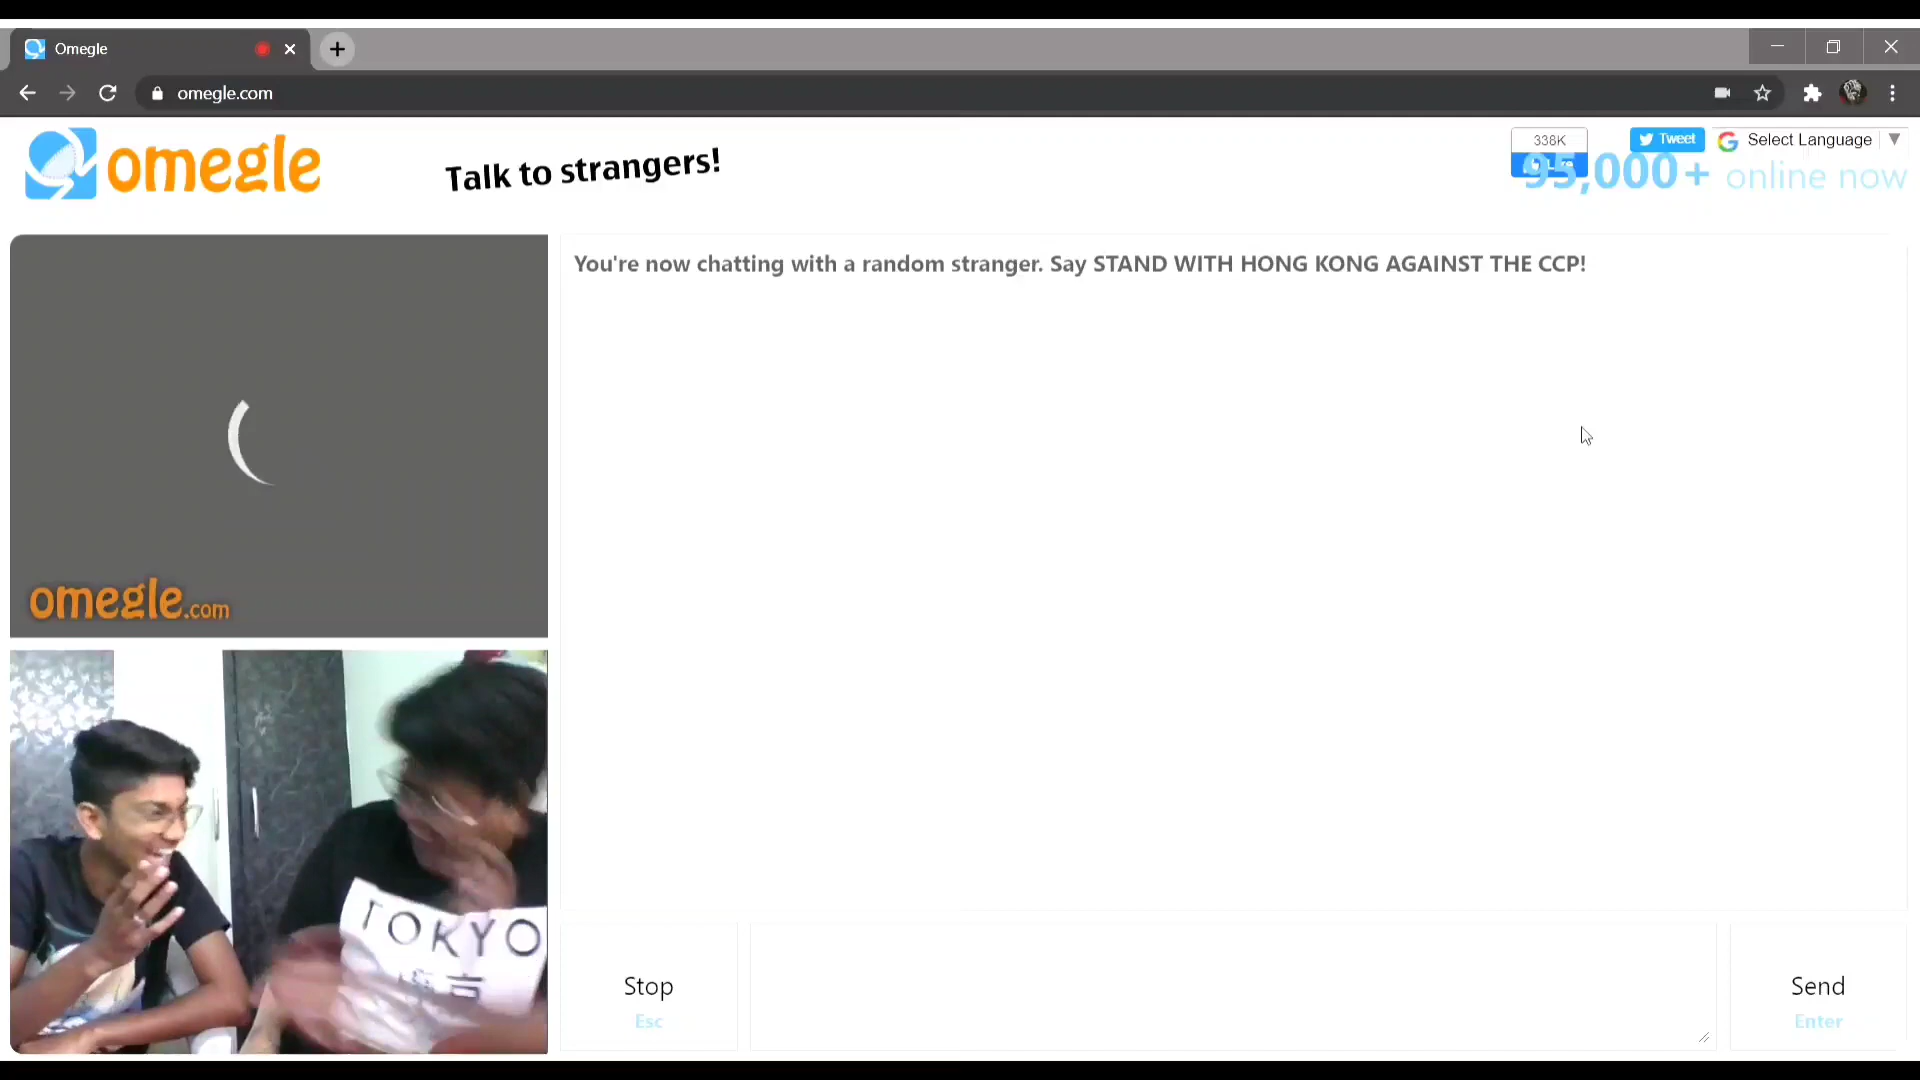 Omegle
omegle.com
omegle
Talk to strangers!
338K
Tweet
Select Language
95,000+ online now
You're now chatting with a random stranger. Say STAND WITH HONG KONG AGAINST THE CCP!
omegle.com
TOKYO
Stop
Esc
Send
Enter